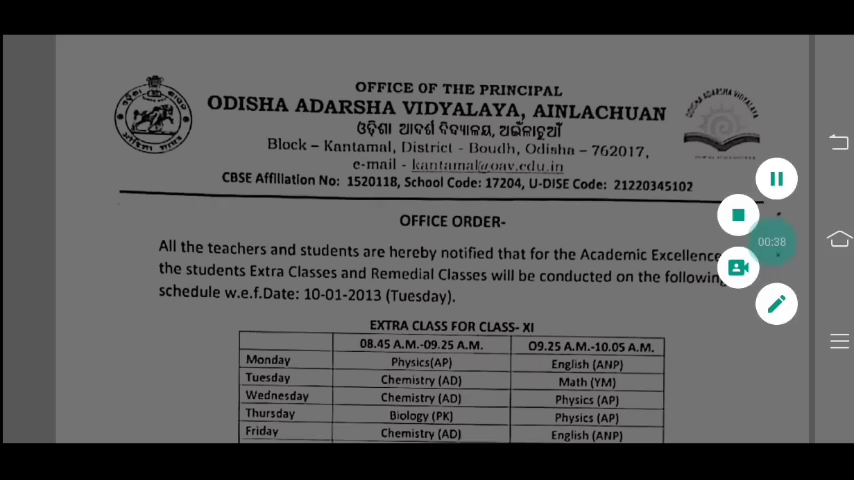 OFFICE OF THE PRINCIPAL
ODISHA ADARSHA VIDYALAYA, AINLACHUAN
ଓଡ଼ିଶା ଆଦର୍ଶ ବିଦ୍ୟାଳୟ, ଅଇଁଳାଚୁଆଁ
Block - Kantamal, District - Boudh, Odisha - 762017,
e-mail - kantamal@oav.edu.in
CBSE Affiliation No: 1520118, School Code: 17204, U-DISE Code: 21220345102
ODISHA ADARSHA VIDYALAYA
OFFICE ORDER-
All the teachers and students are hereby notified that for the Academic Excellence
the students Extra Classes and Remedial Classes will be conducted on the following
schedule w.e.f.Date: 10-01-2013 (Tuesday).
EXTRA CLASS FOR CLASS- XI
08.45 A.M.-09.25 A.M. O9.25 A.M.-10.05 A.M.
Monday Physics(AP) English (ANP)
Tuesday Chemistry (AD) Math (YM)
Wednesday Chemistry (AD) Physics (AP)
Thursday Biology (PK) Physics (AP)
Friday Chemistry (AD) English (ANP)
00:38